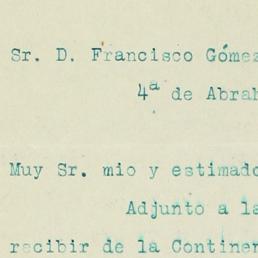 Sr. D. Francisco Gómez
4ª de Abrah
Muy Sr. mio y estimado
Adjunto a la
recibir de la Continen